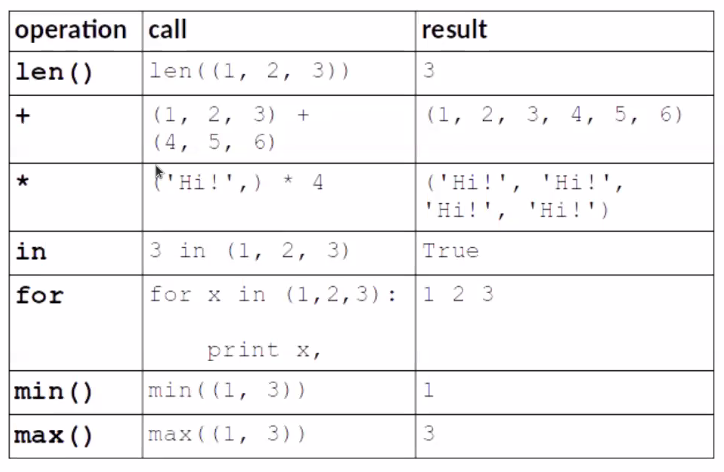 operation call result
len() len((1, 2, 3)) 3
+ (1, 2, 3) + (1, 2, 3, 4, 5, 6)
(4, 5, 6)
* ('Hi!',) * 4 ('Hi!', 'Hi!',
'Hi!', 'Hi!')
in 3 in (1, 2, 3) True
for for x in (1,2,3): 1 2 3
print x,
min() min((1, 3)) 1
max() max((1, 3)) 3